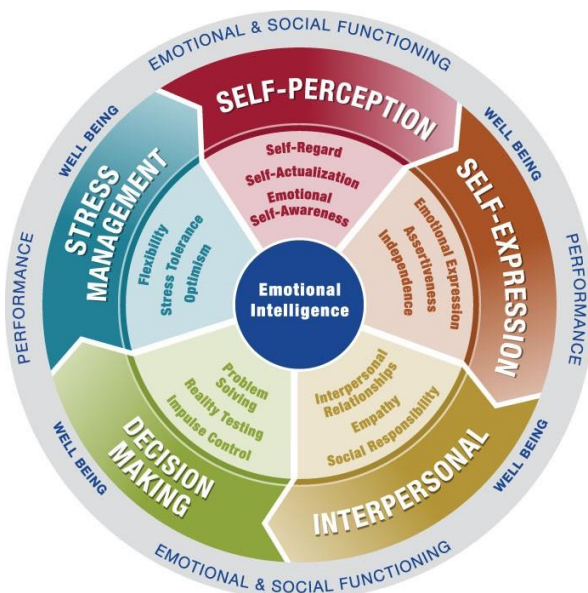 EMOTIONAL & SOCIAL FUNCTIONING
WELL BEING
WELL BEING
SELF-PERCEPTION
Self-Regard
Self-Actualization
Emotional
Self-Awareness
SELF-EXPRESSION
Emotional Expression
Assertiveness
Independence
PERFORMANCE
INTERPERSONAL
Interpersonal
Relationships
Empathy
Social Responsibility
WELL BEING
DECISION
MAKING
Problem
Solving
Reality Testing
Impulse Control
WELL BEING
STRESS
MANAGEMENT
Flexibility
Stress Tolerance
Optimism
PERFORMANCE
Emotional
Intelligence
EMOTIONAL & SOCIAL FUNCTIONING